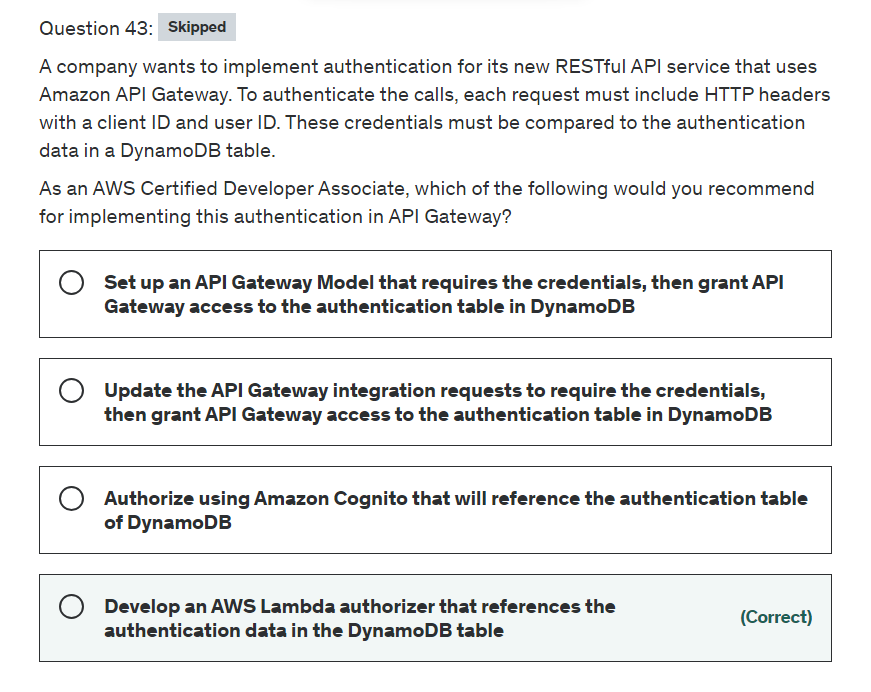 Question 43: Skipped
A company wants to implement authentication for its new RESTful API service that uses
Amazon API Gateway. To authenticate the calls, each request must include HTTP headers
with a client ID and user ID. These credentials must be compared to the authentication
data in a DynamoDB table.
As an AWS Certified Developer Associate, which of the following would you recommend
for implementing this authentication in API Gateway?
Set up an API Gateway Model that requires the credentials, then grant API
Gateway access to the authentication table in DynamoDB
Update the API Gateway integration requests to require the credentials,
then grant API Gateway access to the authentication table in DynamoDB
Authorize using Amazon Cognito that will reference the authentication table
of DynamoDB
Develop an AWS Lambda authorizer that references the
authentication data in the DynamoDB table
(Correct)